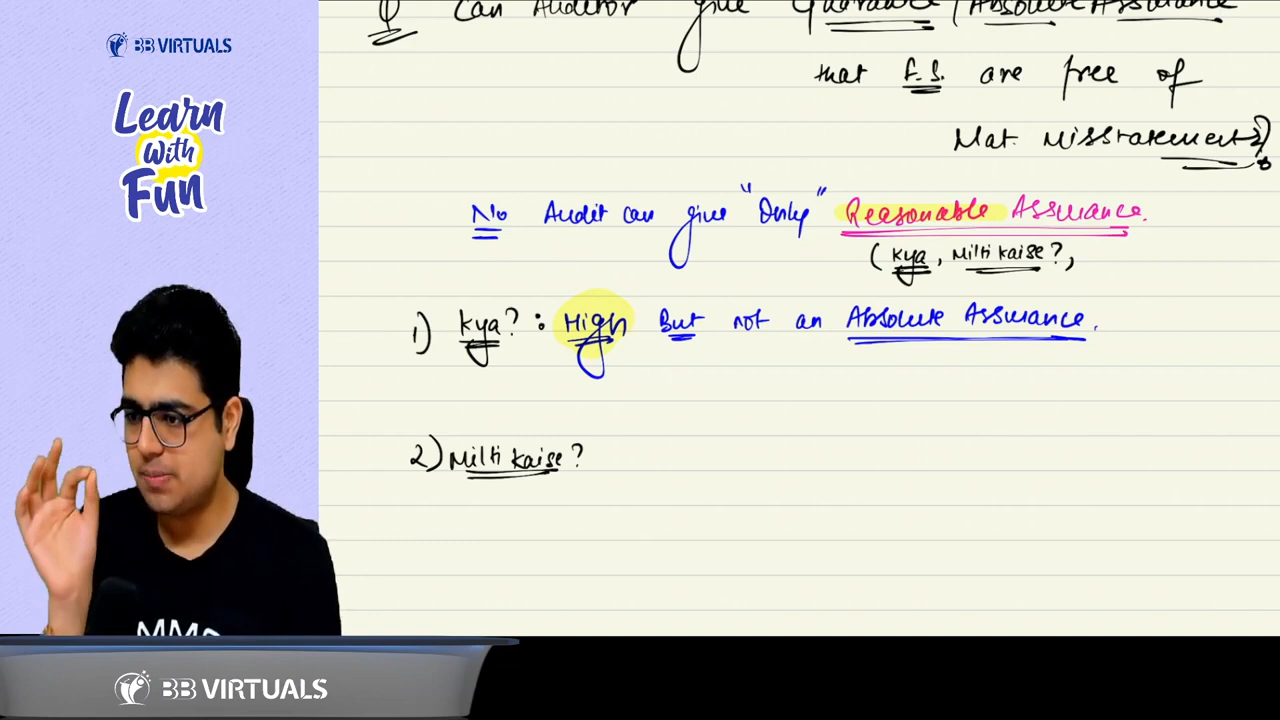 BB VIRTUALS
Learn
With
Fun
Q Can Auditor give Guarantee / Absolute Assurance
that F.S. are free of
Mat. Misstatements?
No Audit can give "Only" Reasonable Assurance.
(Kya, Milti Kaise?,
1) Kya? : High But not an Absolute Assurance.
2) Milti Kaise?
BB VIRTUALS